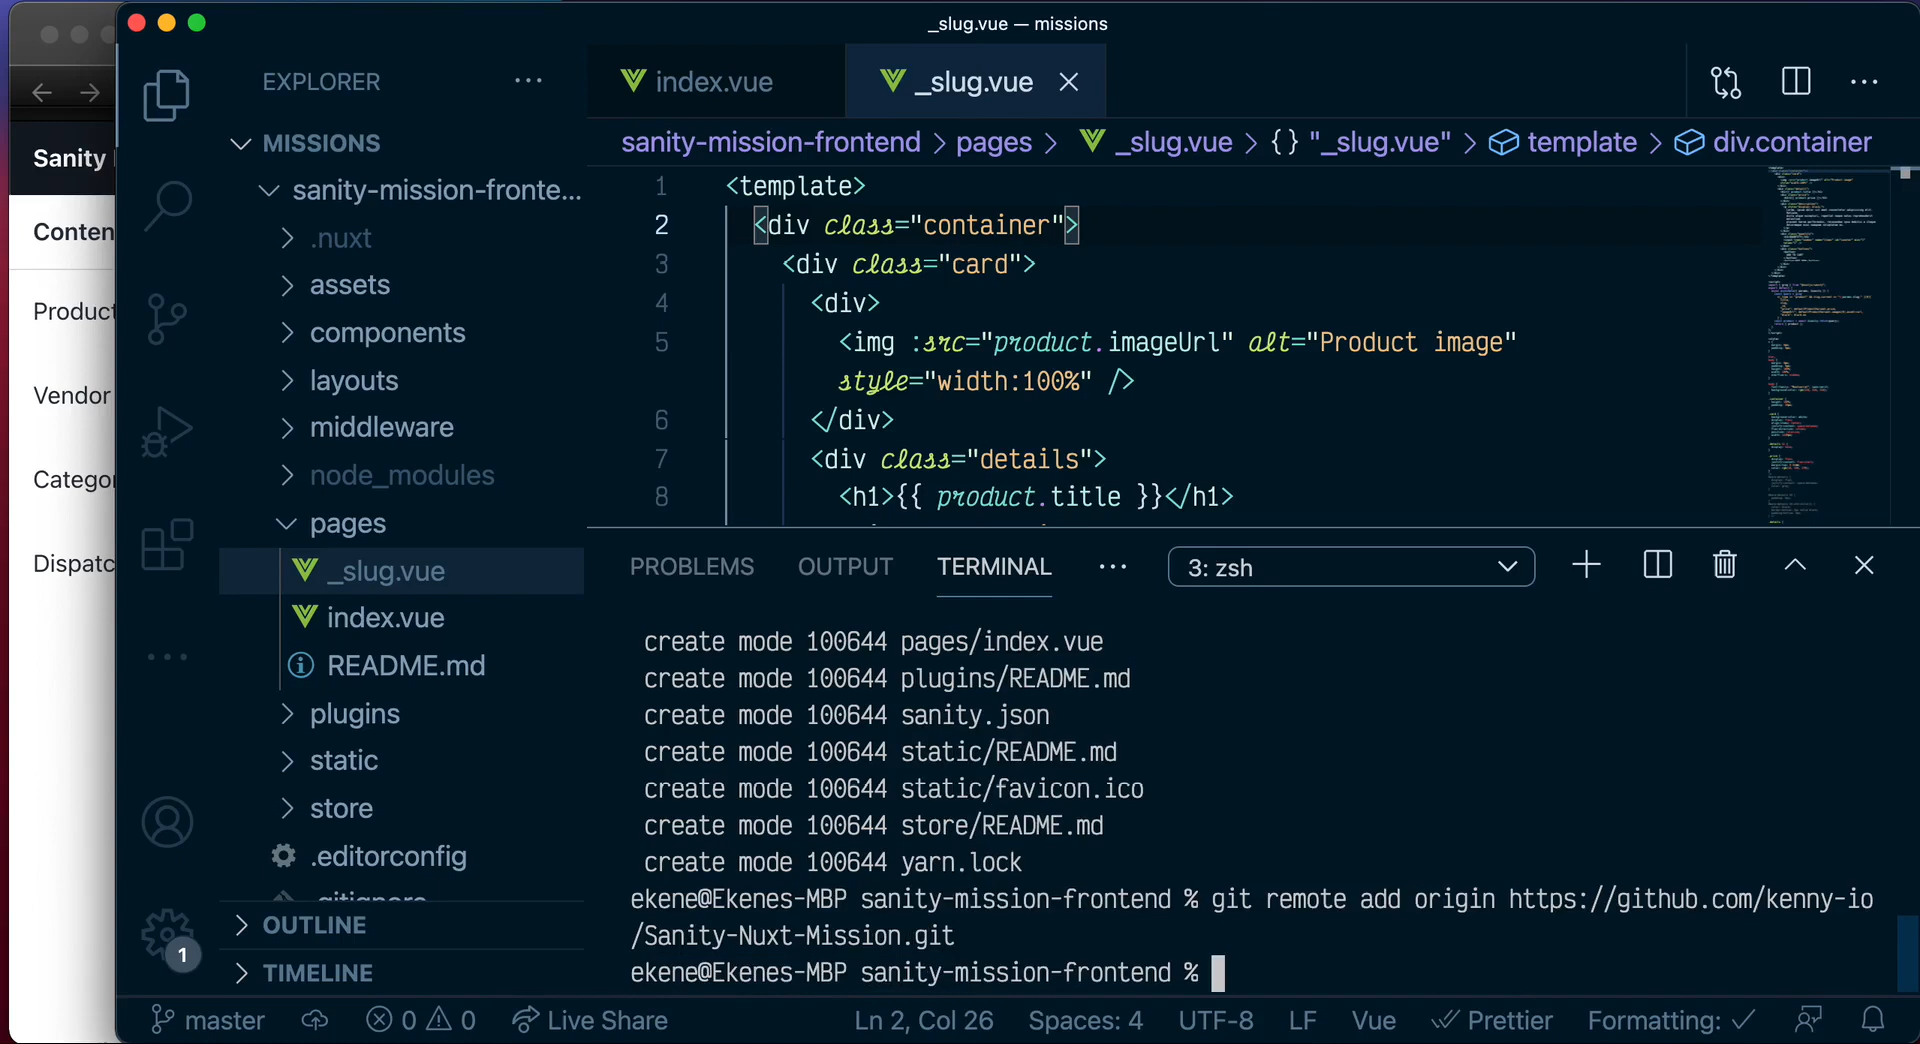 _slug.vue — missions
Sanity
Conten
Product
Vendor
Categor
Dispatc
EXPLORER
MISSIONS
sanity-mission-fronte...
.nuxt
assets
components
layouts
middleware
node_modules
pages
_slug.vue
index.vue
README.md
plugins
static
store
.editorconfig
.gitignore
OUTLINE
TIMELINE
1
index.vue
_slug.vue
sanity-mission-frontend > pages > _slug.vue > {} "_slug.vue" > template > div.container
1 <template>
2 <div class="container">
3 <div class="card">
4 <div>
5 <img :src="product.imageUrl" alt="Product image"
style="width:100%" />
6 </div>
7 <div class="details">
8 <h1>{{ product.title }}</h1>
PROBLEMS OUTPUT TERMINAL ... 3: zsh
create mode 100644 pages/index.vue
create mode 100644 plugins/README.md
create mode 100644 sanity.json
create mode 100644 static/README.md
create mode 100644 static/favicon.ico
create mode 100644 store/README.md
create mode 100644 yarn.lock
ekene@Ekenes-MBP sanity-mission-frontend % git remote add origin https://github.com/kenny-io
/Sanity-Nuxt-Mission.git
ekene@Ekenes-MBP sanity-mission-frontend %
master 0 0 Live Share Ln 2, Col 26 Spaces: 4 UTF-8 LF Vue Prettier Formatting: ✓